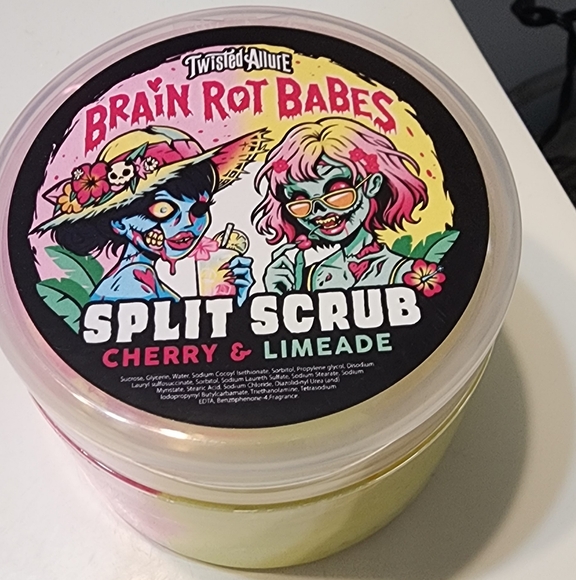 Twisted Allure
BRAIN ROT BABES
SPLIT SCRUB
CHERRY & LIMEADE
Sucrose, Glycerin, Water, Sodium Cocoyl Isethionate, Sorbitol, Propylene glycol, Disodium
Lauryl sulfosuccinate, Sorbitol, Sodium Laureth Sulfate, Sodium Stearate, Sodium
Myristate, Stearic Acid, Sodium Chloride, Diazolidinyl Urea (and)
Iodopropynyl Butylcarbamate, Triethanolamine, Tetrasodium
EDTA, Benzophenone-4,Fragrance